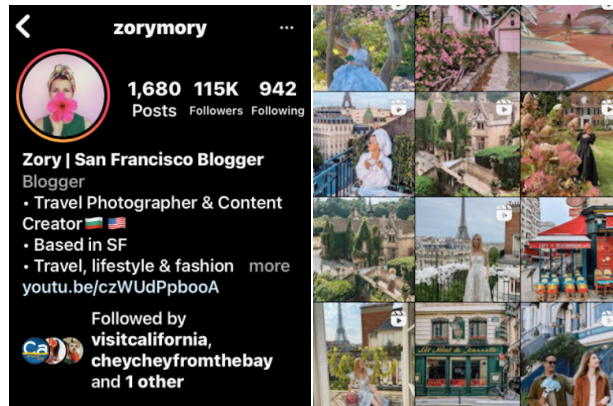 zorymory
...
1,680 115K 942
Posts Followers Following
Zory | San Francisco Blogger
Blogger
• Travel Photographer & Content
Creator🇧🇬 🇺🇸
• Based in SF
• Travel, lifestyle & fashion more
youtu.be/czWUdPpbooA
Followed by
visitcalifornia,
cheycheyfromthebay
and 1 other
Ca